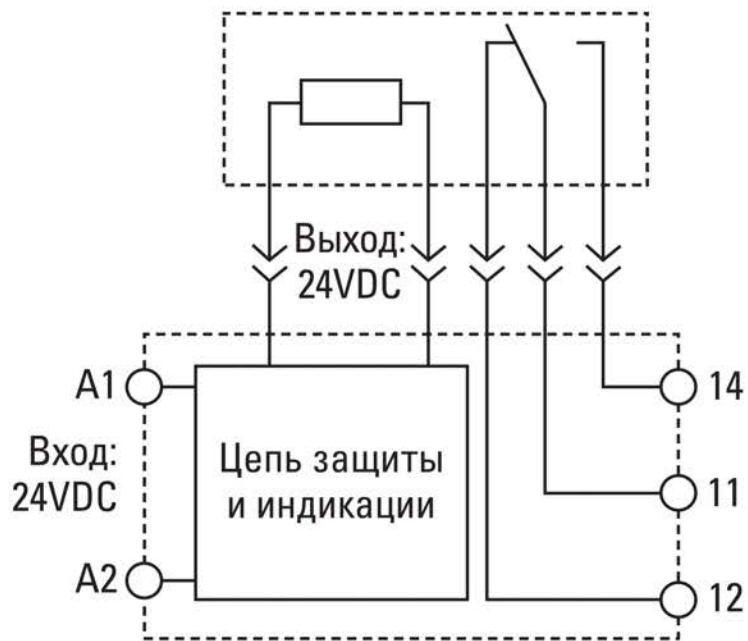 Выход:
24VDC
A1
14
Вход:
24VDC
Цепь защиты
и индикации
11
A2
12